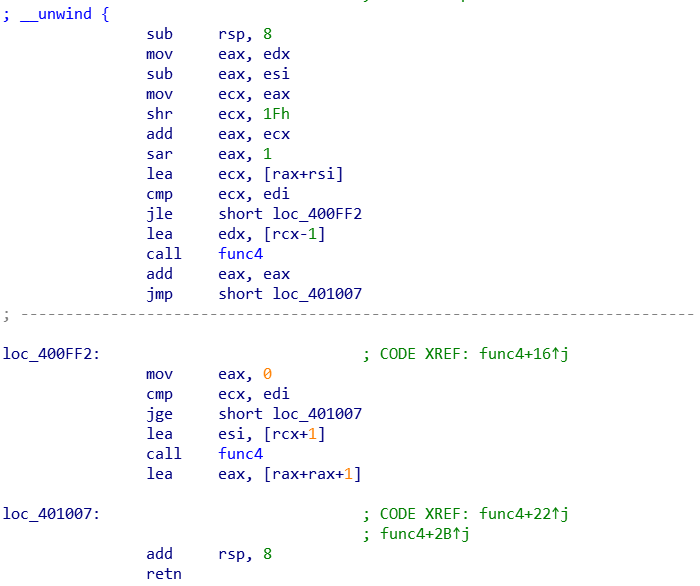 ; __unwind {
sub rsp, 8
mov eax, edx
sub eax, esi
mov ecx, eax
shr ecx, 1Fh
add eax, ecx
sar eax, 1
lea ecx, [rax+rsi]
cmp ecx, edi
jle short loc_400FF2
lea edx, [rcx-1]
call func4
add eax, eax
jmp short loc_401007
; ---------------------------------------------------------------------------
loc_400FF2: ; CODE XREF: func4+16↑j
mov eax, 0
cmp ecx, edi
jge short loc_401007
lea esi, [rcx+1]
call func4
lea eax, [rax+rax+1]
loc_401007: ; CODE XREF: func4+22↑j
; func4+2B↑j
add rsp, 8
retn